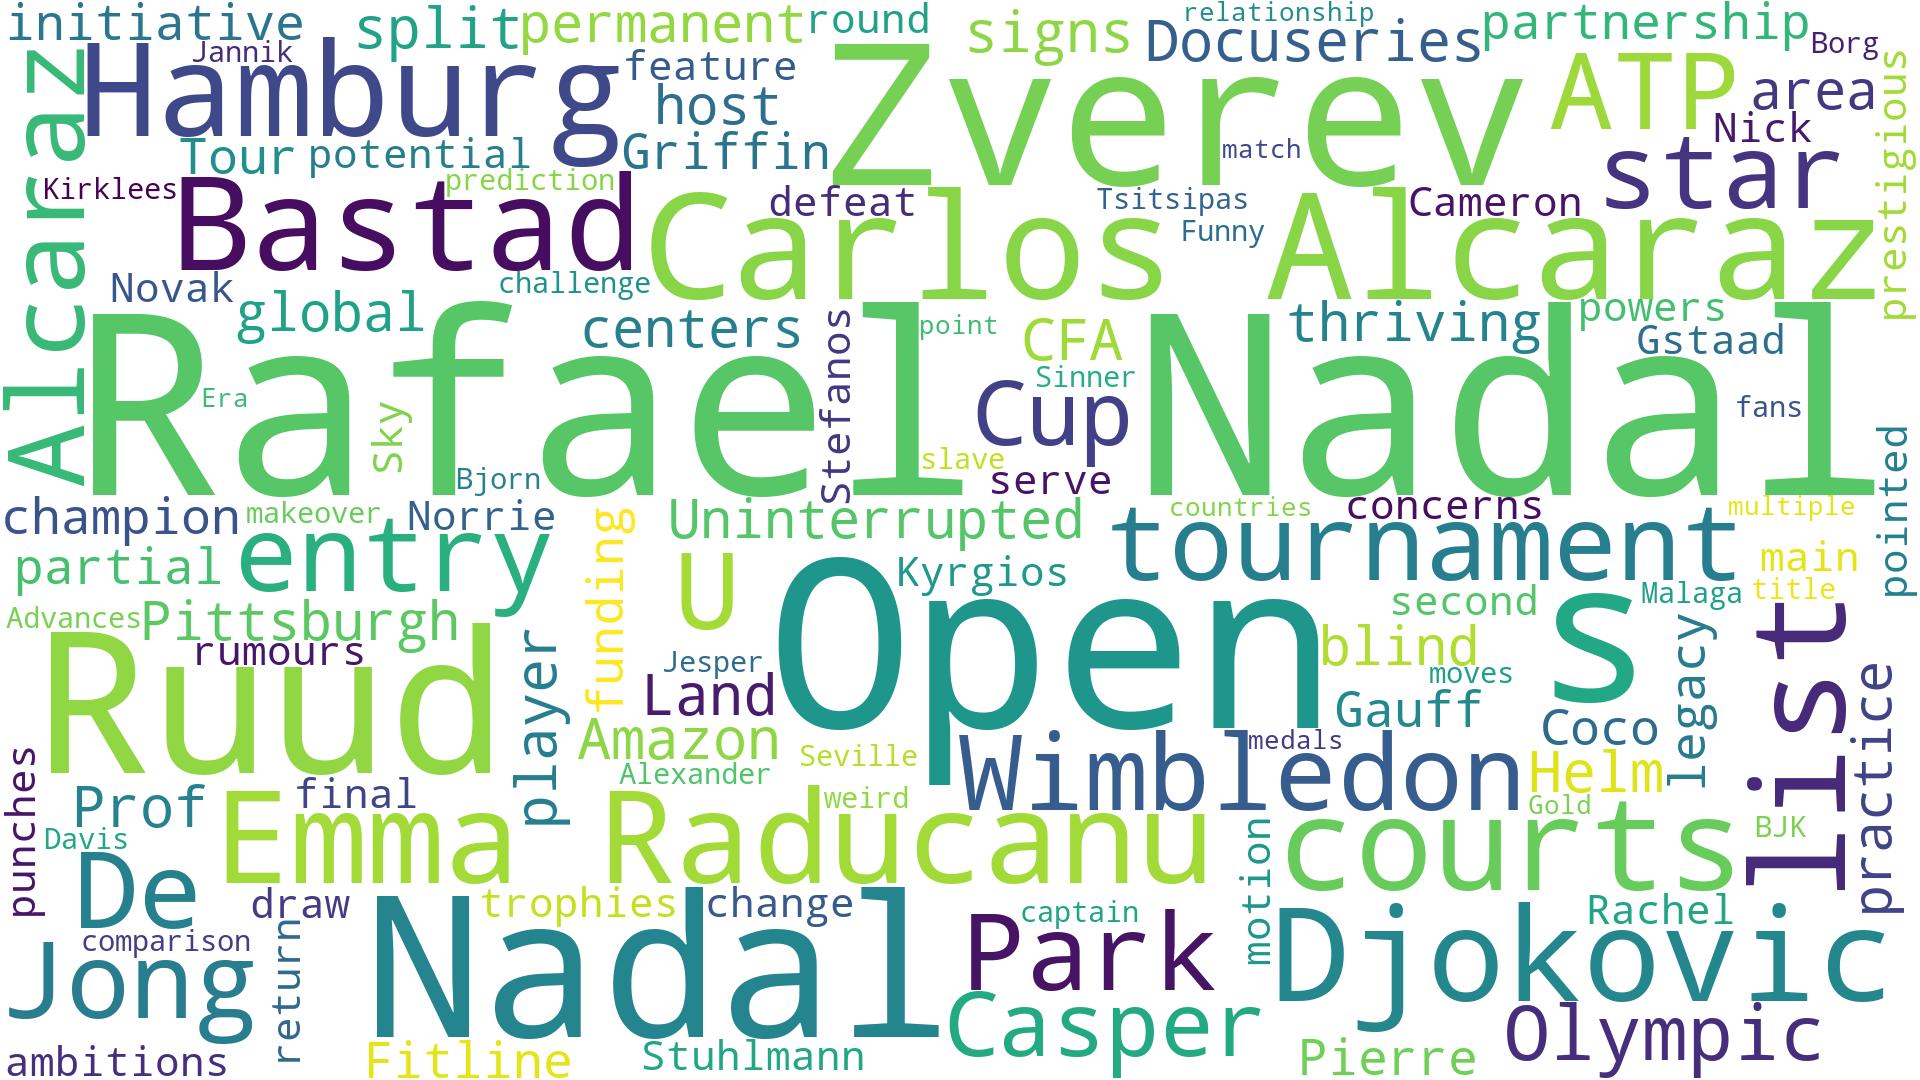 initiative
split
permanent
round
signs
relationship
Docuseries
partnership
Borg
Jannik
Hamburg
feature
host
Zverev
ATP
area
Nick
prestigious
Alcaraz
Tour
potential
Griffin
match
star
Kirklees
Bastad
prediction
Carlos Alcaraz
defeat
Tsitsipas
Funny
Cameron
Novak
challenge
global
centers
Stefanos
point
CFA
thriving
powers
Gstaad
Rafael Nadal
Era
Sky
Sinner
Cup
fans
Bjorn
slave
serve
pointed
champion
makeover
Norrie
entry
funding
Uninterrupted
countries
concerns
multiple
tournament
partial
U
Open
Kyrgios
main
Advances
Pittsburgh
second
s
Malaga
title
Ruud
rumours
player
Jesper
Land
blind
moves
legacy
list
practice
Amazon
Gauff
Coco
punches
Alexander
Seville
Wimbledon
medals
Helm
Prof
final
weird
Gold
Davis
Emma Raducanu
motion
courts
BJK
De
draw
trophies
change
captain
Rachel
comparison
return
Jong
Nadal
Park
Djokovic
Casper
Olympic
ambitions
Fitline
Stuhlmann
Pierre